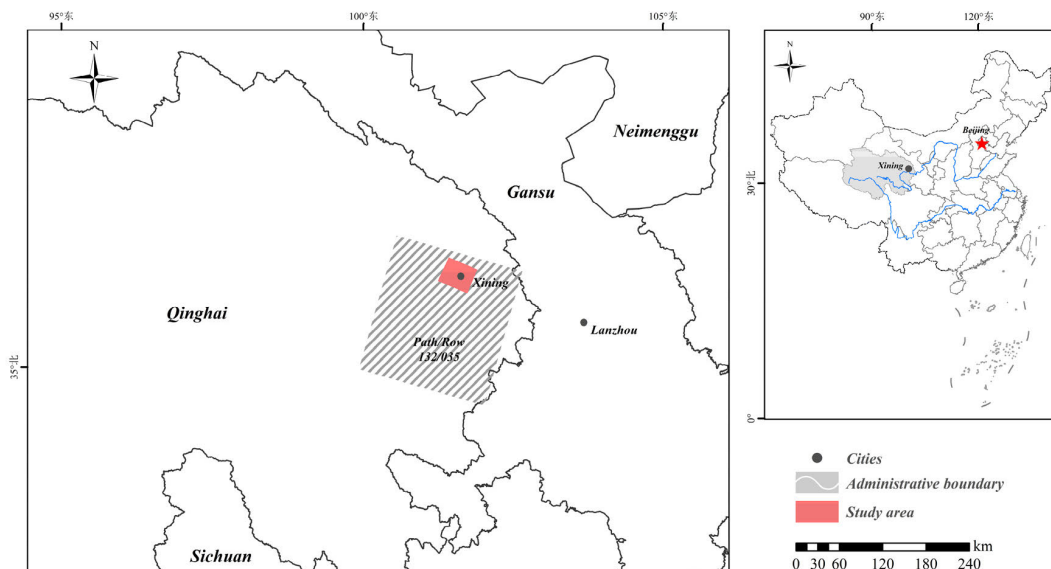 95°东
100°东
105°东
N
Neimenggu
Gansu
Qinghai
Xining
Lanzhou
Path/Row
132/035
35°北
Sichuan
90°东
120°东
N
Beijing
Xining
30°北
0°
Cities
Administrative boundary
Study area
km
0 30 60 120 180 240